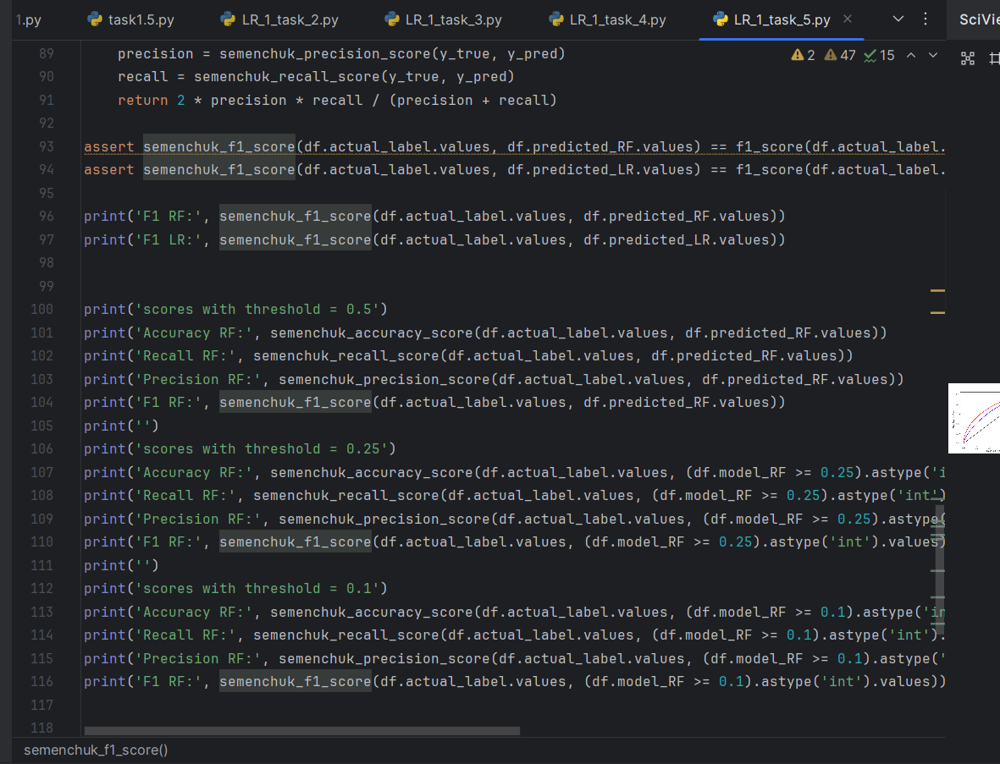 1.py task1.5.py LR_1_task_2.py LR_1_task_3.py LR_1_task_4.py LR_1_task_5.py SciVie
2 47 15
89 precision = semenchuk_precision_score(y_true, y_pred)
90 recall = semenchuk_recall_score(y_true, y_pred)
91 return 2 * precision * recall / (precision + recall)
92
93 assert semenchuk_f1_score(df.actual_label.values, df.predicted_RF.values) == f1_score(df.actual_label.
94 assert semenchuk_f1_score(df.actual_label.values, df.predicted_LR.values) == f1_score(df.actual_label.
95
96 print('F1 RF:', semenchuk_f1_score(df.actual_label.values, df.predicted_RF.values))
97 print('F1 LR:', semenchuk_f1_score(df.actual_label.values, df.predicted_LR.values))
98
99
100 print('scores with threshold = 0.5')
101 print('Accuracy RF:', semenchuk_accuracy_score(df.actual_label.values, df.predicted_RF.values))
102 print('Recall RF:', semenchuk_recall_score(df.actual_label.values, df.predicted_RF.values))
103 print('Precision RF:', semenchuk_precision_score(df.actual_label.values, df.predicted_RF.values))
104 print('F1 RF:', semenchuk_f1_score(df.actual_label.values, df.predicted_RF.values))
105 print('')
106 print('scores with threshold = 0.25')
107 print('Accuracy RF:', semenchuk_accuracy_score(df.actual_label.values, (df.model_RF >= 0.25).astype('i
108 print('Recall RF:', semenchuk_recall_score(df.actual_label.values, (df.model_RF >= 0.25).astype('int')
109 print('Precision RF:', semenchuk_precision_score(df.actual_label.values, (df.model_RF >= 0.25).astype(
110 print('F1 RF:', semenchuk_f1_score(df.actual_label.values, (df.model_RF >= 0.25).astype('int').values)
111 print('')
112 print('scores with threshold = 0.1')
113 print('Accuracy RF:', semenchuk_accuracy_score(df.actual_label.values, (df.model_RF >= 0.1).astype('in
114 print('Recall RF:', semenchuk_recall_score(df.actual_label.values, (df.model_RF >= 0.1).astype('int').
115 print('Precision RF:', semenchuk_precision_score(df.actual_label.values, (df.model_RF >= 0.1).astype('
116 print('F1 RF:', semenchuk_f1_score(df.actual_label.values, (df.model_RF >= 0.1).astype('int').values))
117
118
semenchuk_f1_score()